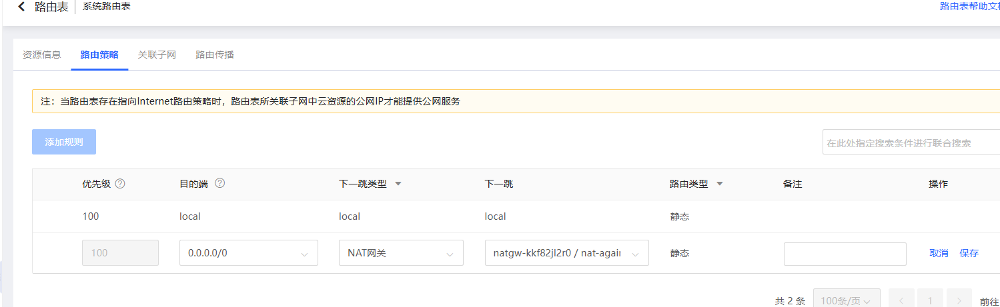 路由表 系统路由表 路由表帮助文档
资源信息 路由策略 关联子网 路由传播
注：当路由表存在指向Internet路由策略时，路由表所关联子网中云资源的公网IP才能提供公网服务
添加规则 在此处指定搜索条件进行联合搜索
优先级 目的端 下一跳类型 下一跳 路由类型 备注 操作
100 local local local 静态
100 0.0.0.0/0 NAT网关 natgw-kkf82jl2r0 / nat-again 静态 取消 保存
共 2 条 100条/页 1 前往